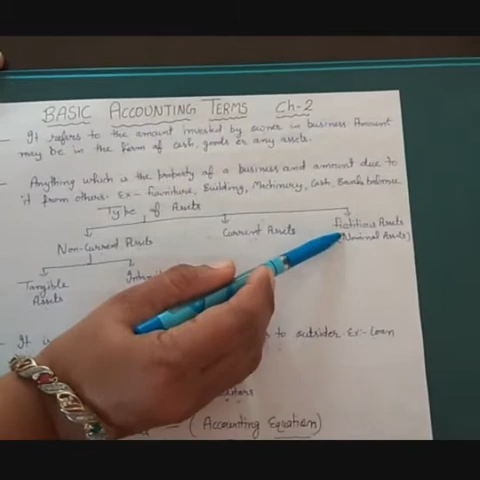 BASIC ACCOUNTING TERMS Ch-2
It refers to the amount invested by owner in business Amount
may be in the form of cash, goods or any assets.
Anything which is the property of a business and amount due to
it from others. Ex- Furniture, Building, Machinery, Cash, Bank balance
Type of Assets
Non-Current Assets Current Assets Fictitious Assets
(Nominal Assets)
Tangible
Assets
It is to outsider. Ex:- Loan
(Accounting Equation)